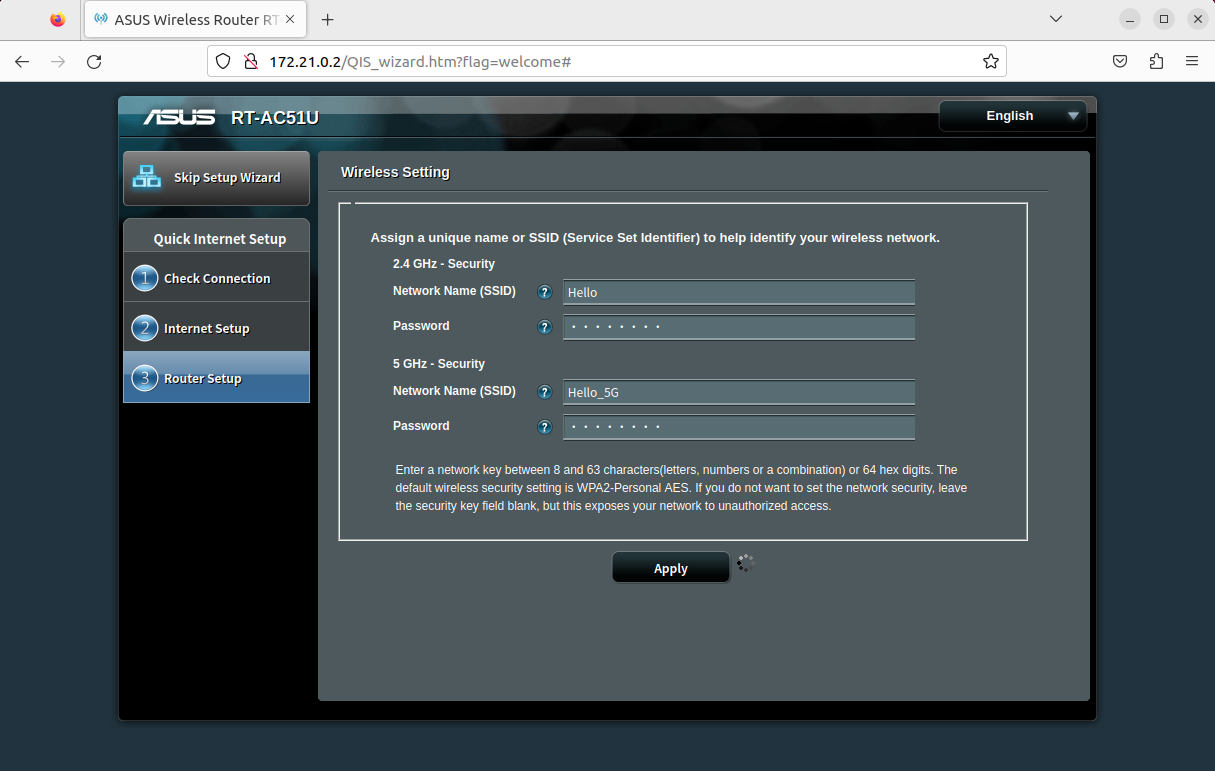 ASUS Wireless Router RT
172.21.0.2/QIS_wizard.htm?flag=welcome#
ASUS RT-AC51U
English
Skip Setup Wizard
Quick Internet Setup
1 Check Connection
2 Internet Setup
3 Router Setup
Wireless Setting
Assign a unique name or SSID (Service Set Identifier) to help identify your wireless network.
2.4 GHz - Security
Network Name (SSID) ? Hello
Password ? ········
5 GHz - Security
Network Name (SSID) ? Hello_5G
Password ? ········
Enter a network key between 8 and 63 characters(letters, numbers or a combination) or 64 hex digits. The
default wireless security setting is WPA2-Personal AES. If you do not want to set the network security, leave
the security key field blank, but this exposes your network to unauthorized access.
Apply